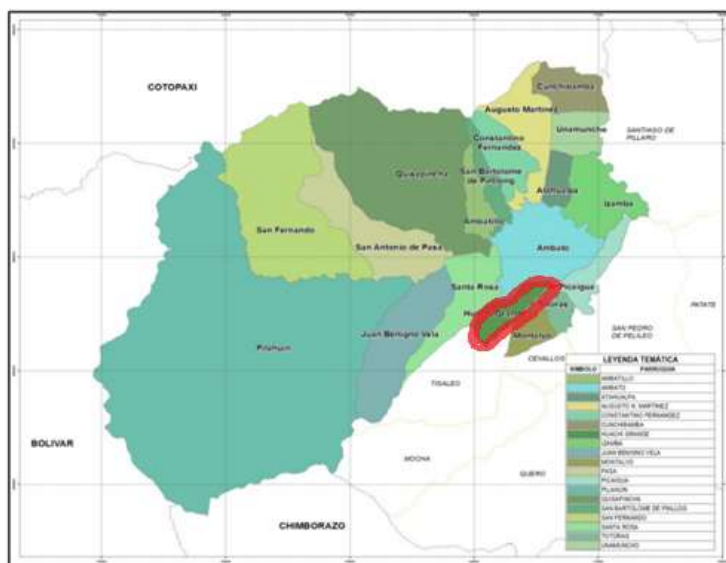 COTOPAXI
Cunchibamba
Augusto Martinez
Unamuncho
SANTIAGO DE
PILLARO
Constantino
Fernandez
San Bartolome
de Pinllong
Quisapincha
Atahualpa
Izamba
Ambatillo
San Fernando
San Antonio de Pasa
Ambato
Santa Rosa
Picaigua
PATATE
Montalvo
SAN PEDRO
DE PELILEO
Juan Benigno Vela
Pilahuin
CEVALLOS
TISALEO
BOLIVAR
MOCHA
QUERO
CHIMBORAZO
LEYENDA TEMÁTICA
SIMBOLO PARROQUIA
AMBATILLO
AMBATO
ATAHUALPA
AUGUSTO N. MARTINEZ
CONSTANTINO FERNANDEZ
CUNCHIBAMBA
HUACHI GRANDE
IZAMBA
JUAN BENIGNO VELA
MONTALVO
PASA
PICAIGUA
PILAHUIN
QUISAPINCHA
SAN BARTOLOME DE PINLLOG
SAN FERNANDO
SANTA ROSA
TOTORAS
UNAMUNCHO